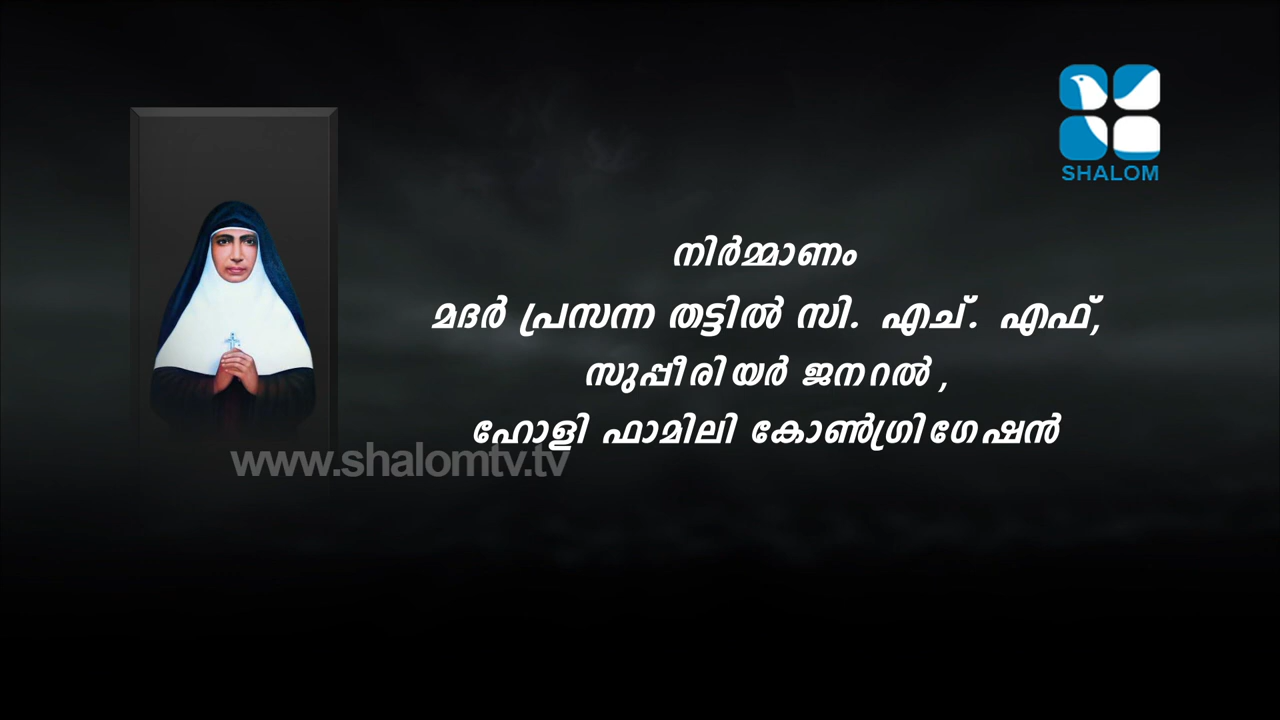 SHALOM
നിർമ്മാണം
മദർ പ്രസന്ന തട്ടിൽ സി. എച്ച്. എഫ്,
സുപ്പീരിയർ ജനറൽ ,
ഹോളി ഫാമിലി കോൺഗ്രിഗേഷൻ
www.shalomtv.tv